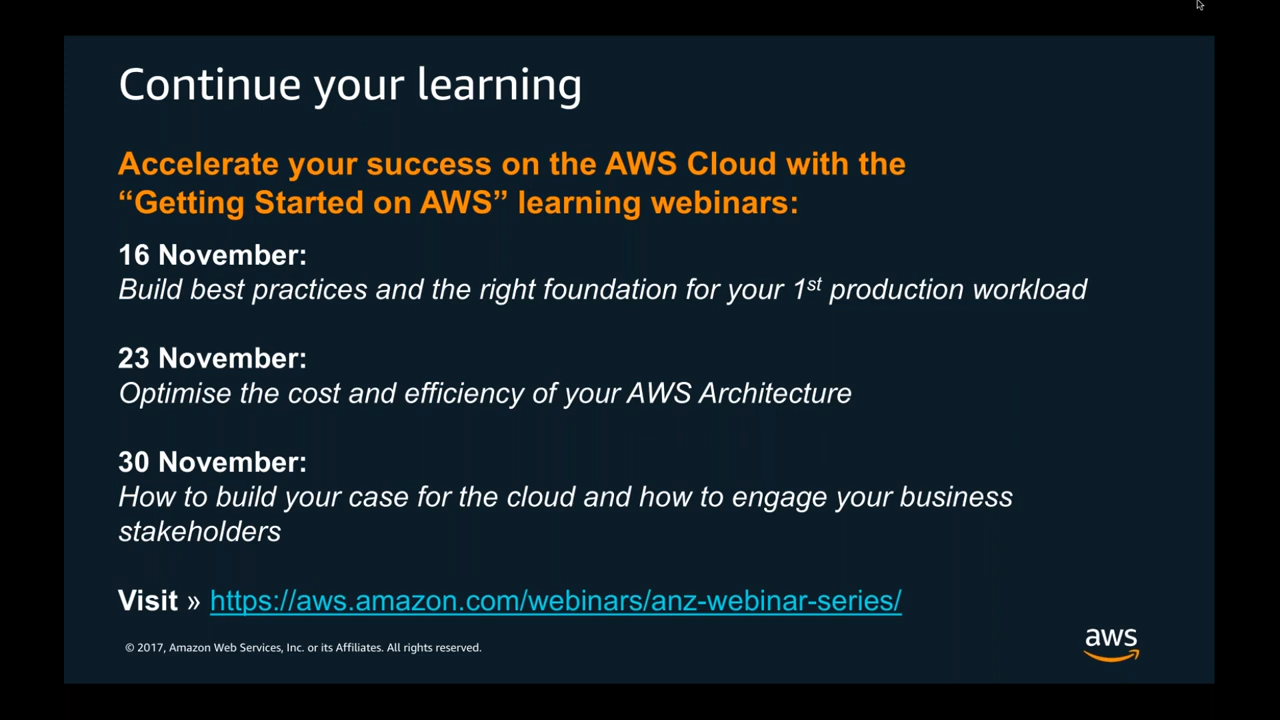 Continue your learning
Accelerate your success on the AWS Cloud with the
“Getting Started on AWS” learning webinars:
16 November:
Build best practices and the right foundation for your 1st production workload
23 November:
Optimise the cost and efficiency of your AWS Architecture
30 November:
How to build your case for the cloud and how to engage your business
stakeholders
Visit » https://aws.amazon.com/webinars/anz-webinar-series/
© 2017, Amazon Web Services, Inc. or its Affiliates. All rights reserved.
aws